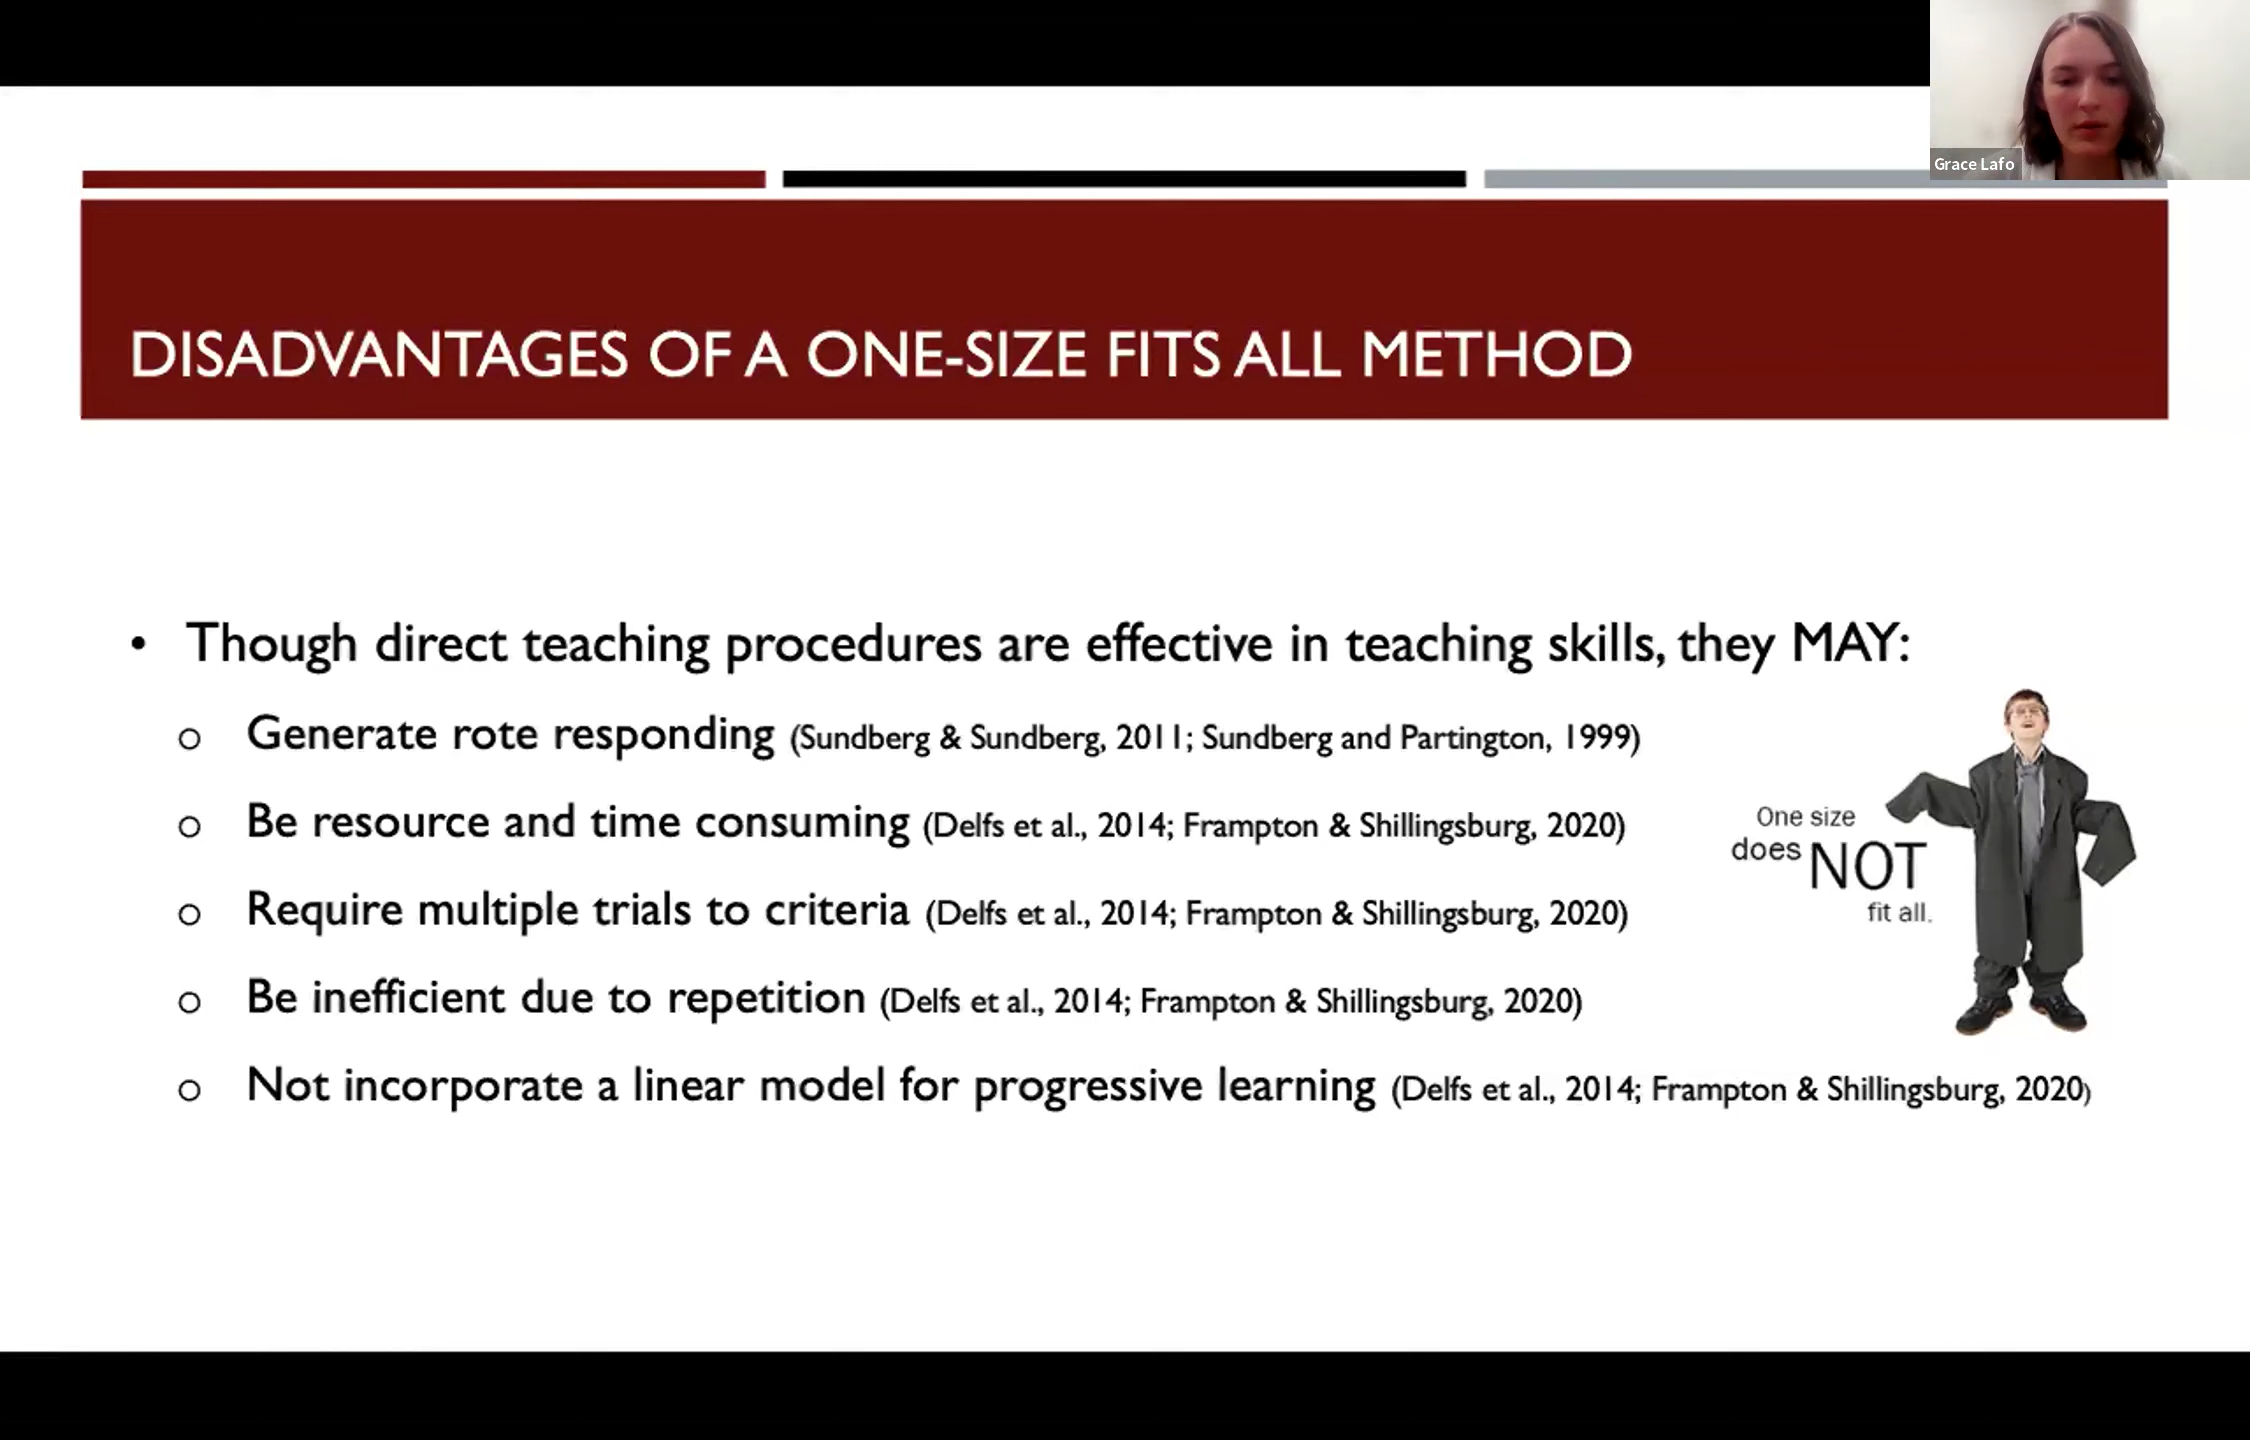 Grace Lafo
DISADVANTAGES OF A ONE-SIZE FITS ALL METHOD
• Though direct teaching procedures are effective in teaching skills, they MAY:
o Generate rote responding (Sundberg & Sundberg, 2011; Sundberg and Partington, 1999)
o Be resource and time consuming (Delfs et al., 2014; Frampton & Shillingsburg, 2020)
o Require multiple trials to criteria (Delfs et al., 2014; Frampton & Shillingsburg, 2020)
o Be inefficient due to repetition (Delfs et al., 2014; Frampton & Shillingsburg, 2020)
o Not incorporate a linear model for progressive learning (Delfs et al., 2014; Frampton & Shillingsburg, 2020)
One size
does NOT
fit all.